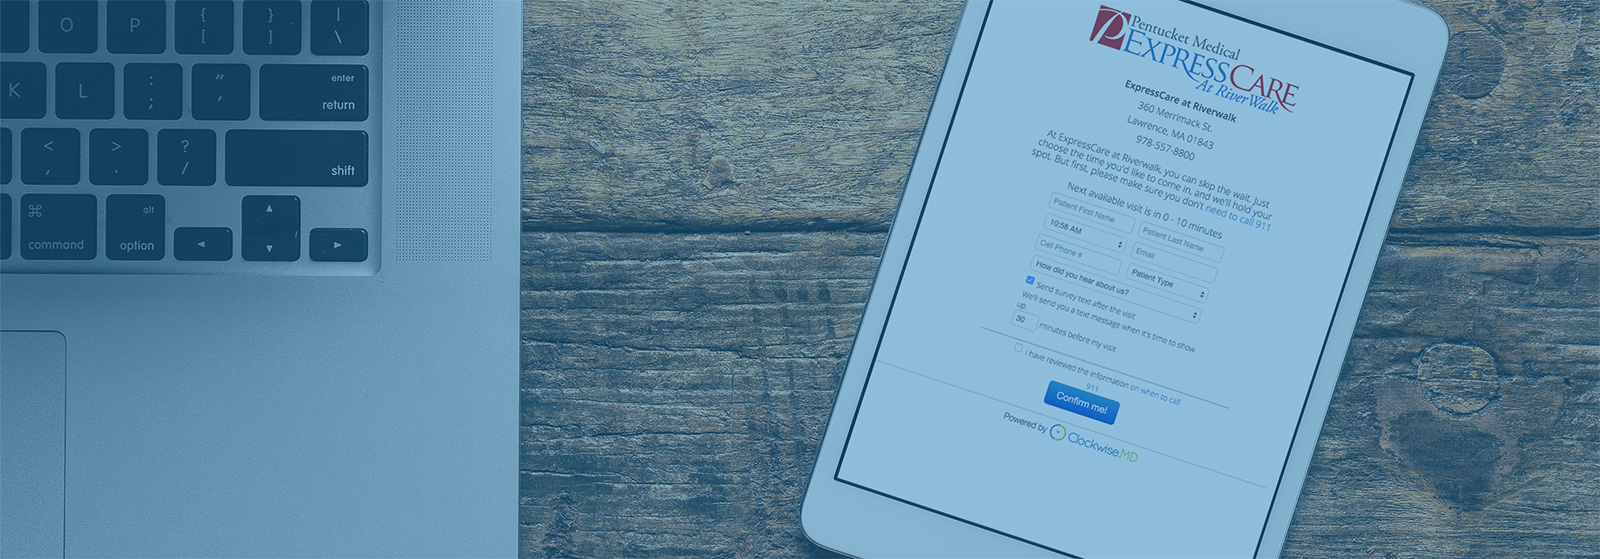 O P { [ } ] | \
K L : ; " ' enter return
< , > . ? / shift
⌘ command alt option
Pentucket Medical
EXPRESSCARE
At RiverWalk
ExpressCare at Riverwalk
360 Merrimack St.
Lawrence, MA 01843
978-557-8800
At ExpressCare at Riverwalk, you can skip the wait. Just
choose the time you'd like to come in, and we'll hold your
spot. But first, please make sure you don't need to call 911
Next available visit is in 0 - 10 minutes
Patient First Name Patient Last Name
10:58 AM Email
Cell Phone # Patient Type
How did you hear about us?
Send survey text after the visit
We'll send you a text message when it's time to show
up.
30 minutes before my visit
I have reviewed the information on when to call
911
Confirm me!
Powered by Clockwise.MD